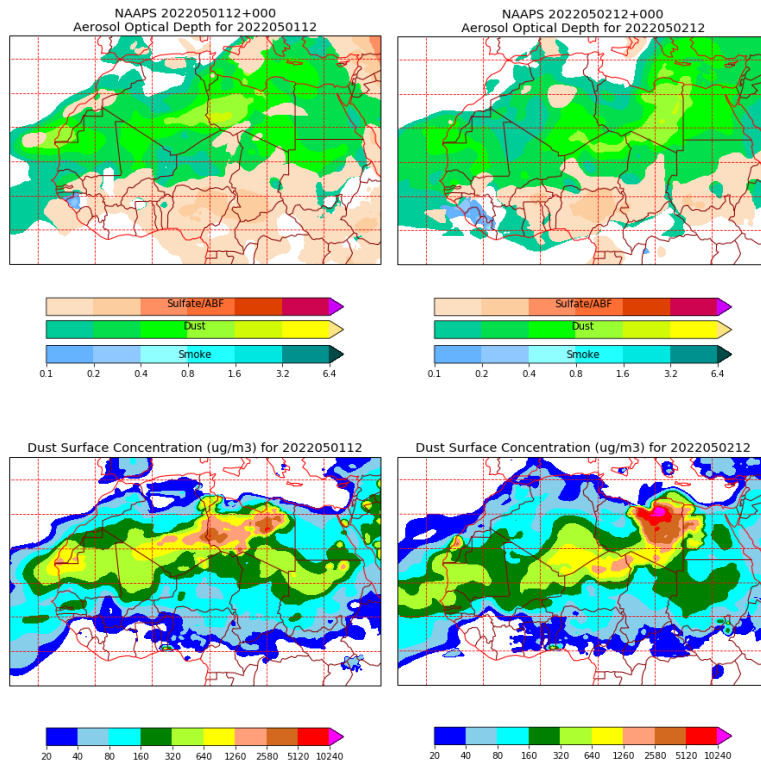 NAAPS 2022050112+000
Aerosol Optical Depth for 2022050112
NAAPS 2022050212+000
Aerosol Optical Depth for 2022050212
Sulfate/ABF
Dust
Smoke
0.1 0.2 0.4 0.8 1.6 3.2 6.4
Sulfate/ABF
Dust
Smoke
0.1 0.2 0.4 0.8 1.6 3.2 6.4
Dust Surface Concentration (ug/m3) for 2022050112
Dust Surface Concentration (ug/m3) for 2022050212
20 40 80 160 320 640 1260 2560 5120 10240
20 40 80 160 320 640 1260 2560 5120 10240